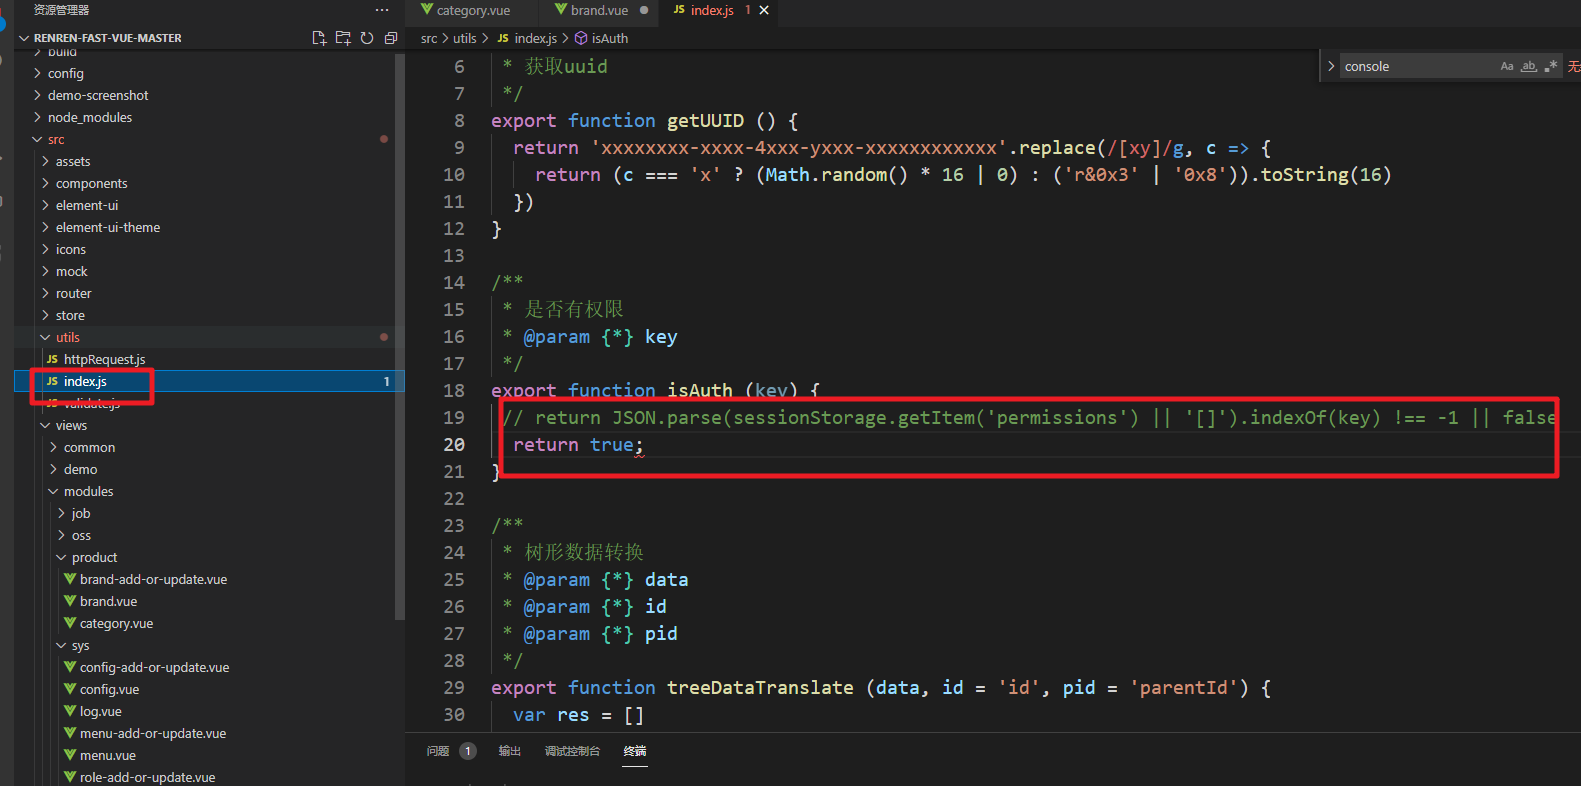 资源管理器
RENREN-FAST-VUE-MASTER
build
config
demo-screenshot
node_modules
src
assets
components
element-ui
element-ui-theme
icons
mock
router
store
utils
JS httpRequest.js
JS index.js 1
JS validate.js
views
common
demo
modules
job
oss
product
brand-add-or-update.vue
brand.vue
category.vue
sys
config-add-or-update.vue
config.vue
log.vue
menu-add-or-update.vue
menu.vue
role-add-or-update.vue
category.vue brand.vue JS index.js 1
src > utils > JS index.js > isAuth
console Aa ab .* 无
6 * 获取uuid
7 */
8 export function getUUID () {
9 return 'xxxxxxxx-xxxx-4xxx-yxxx-xxxxxxxxxxxx'.replace(/[xy]/g, c => {
10 return (c === 'x' ? (Math.random() * 16 | 0) : ('r&0x3' | '0x8')).toString(16)
11 })
12 }
13
14 /**
15 * 是否有权限
16 * @param {*} key
17 */
18 export function isAuth (key) {
19 // return JSON.parse(sessionStorage.getItem('permissions') || '[]').indexOf(key) !== -1 || false
20 return true;
21 }
22
23 /**
24 * 树形数据转换
25 * @param {*} data
26 * @param {*} id
27 * @param {*} pid
28 */
29 export function treeDataTranslate (data, id = 'id', pid = 'parentId') {
30 var res = []
问题 1 输出 调试控制台 终端